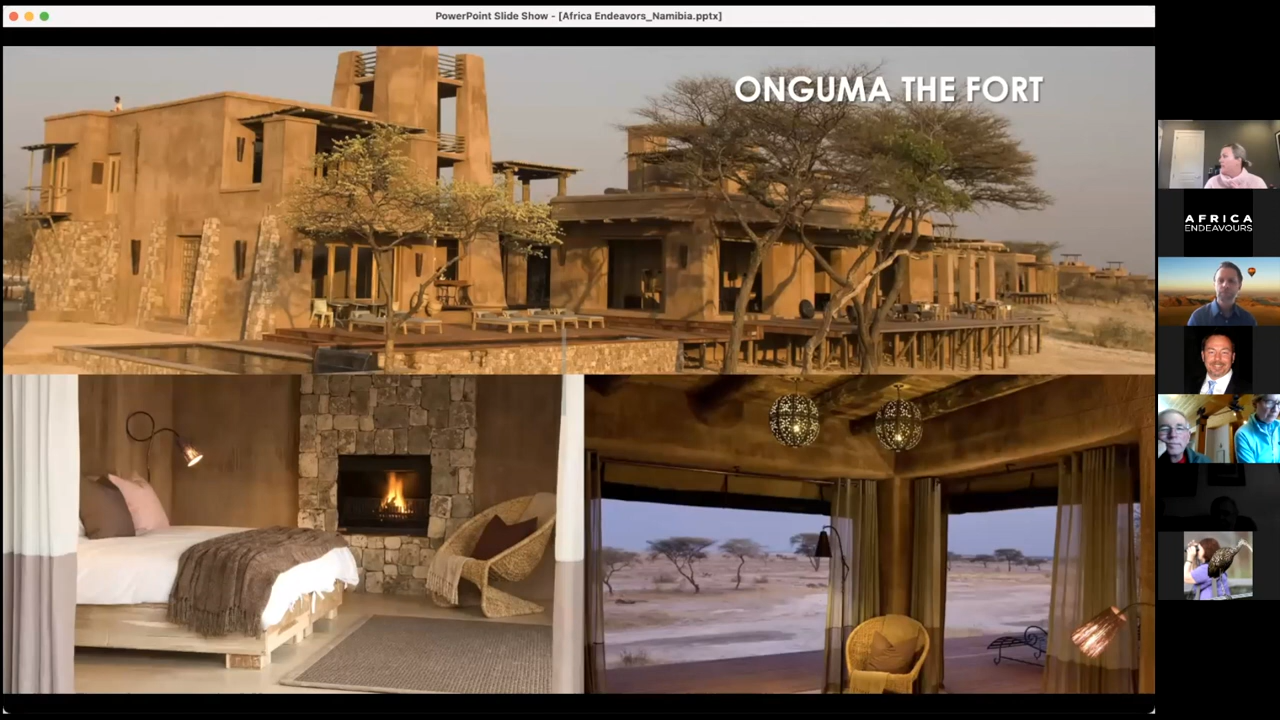 PowerPoint Slide Show - [Africa Endeavors_Namibia.pptx]
ONGUMA THE FORT
AFRICA
ENDEAVOURS